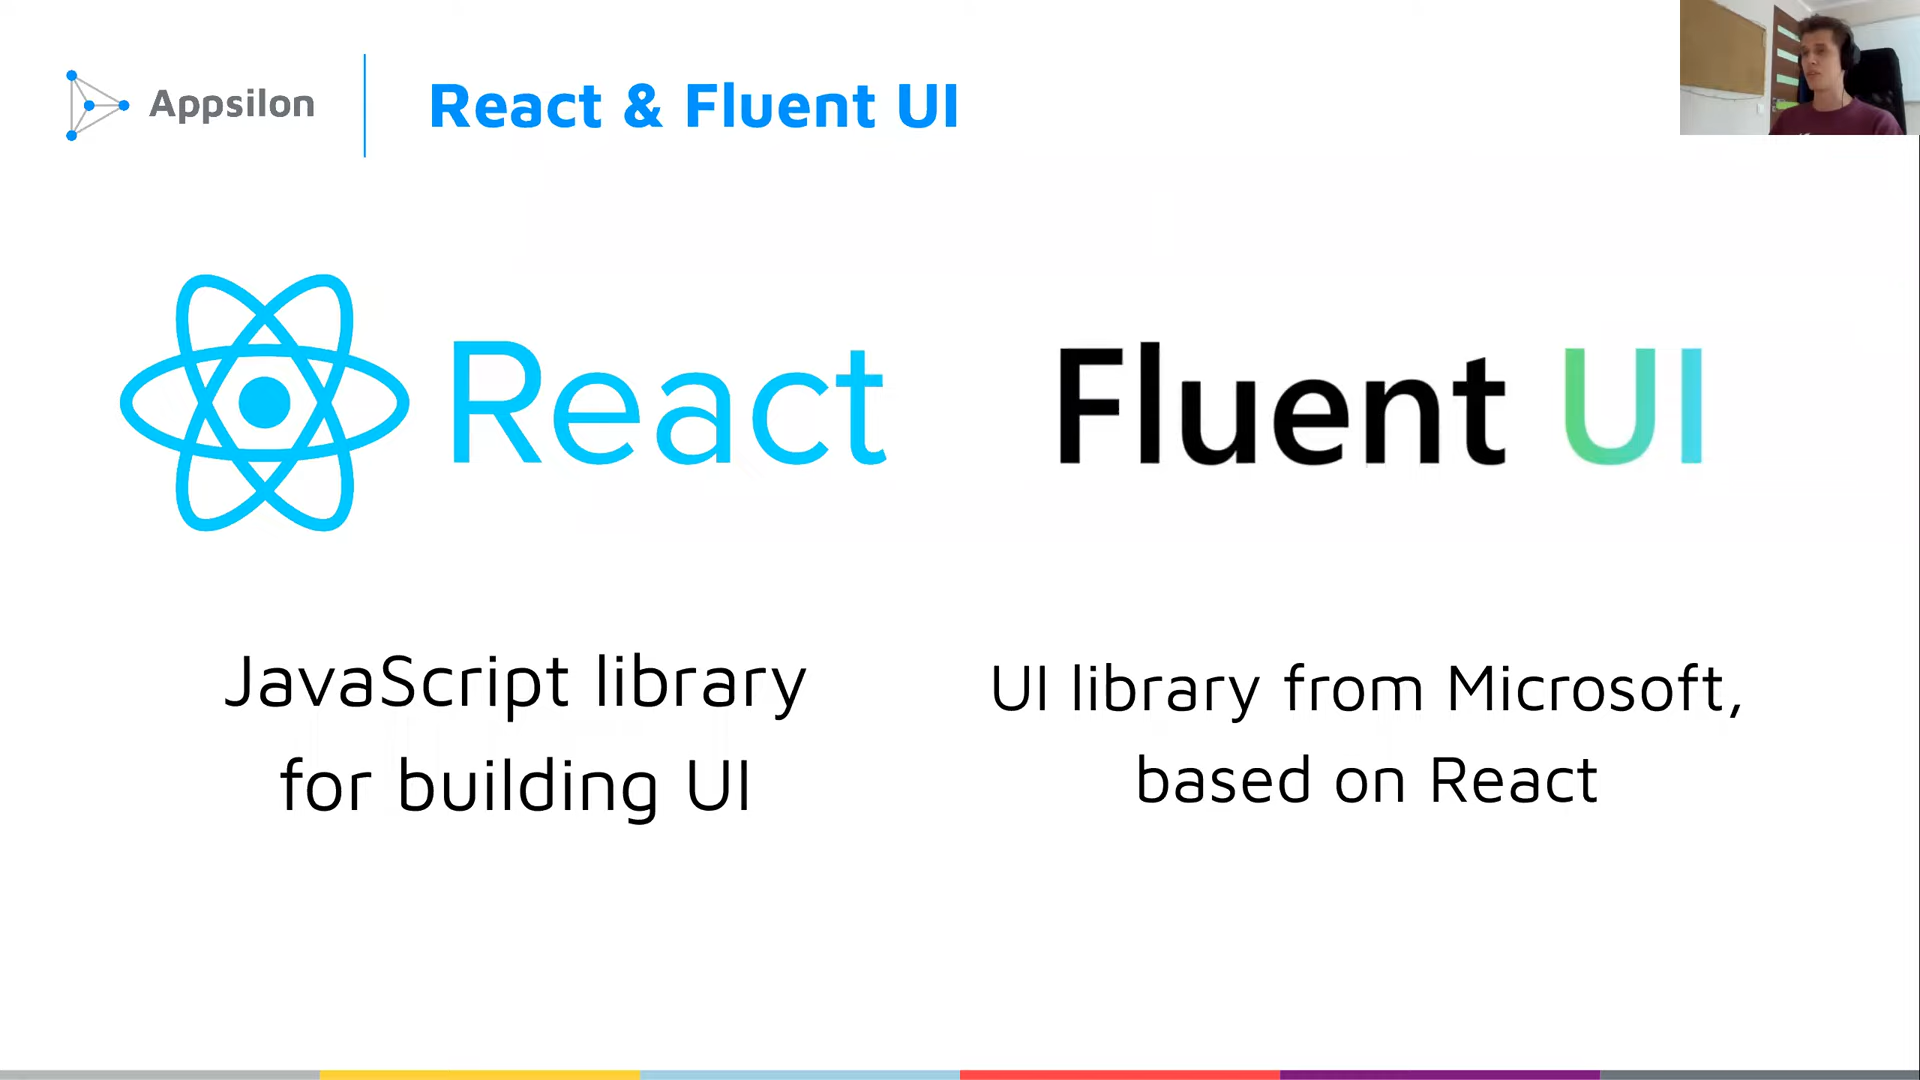 Appsilon
React & Fluent UI
React
Fluent UI
JavaScript library
for building UI
UI library from Microsoft,
based on React